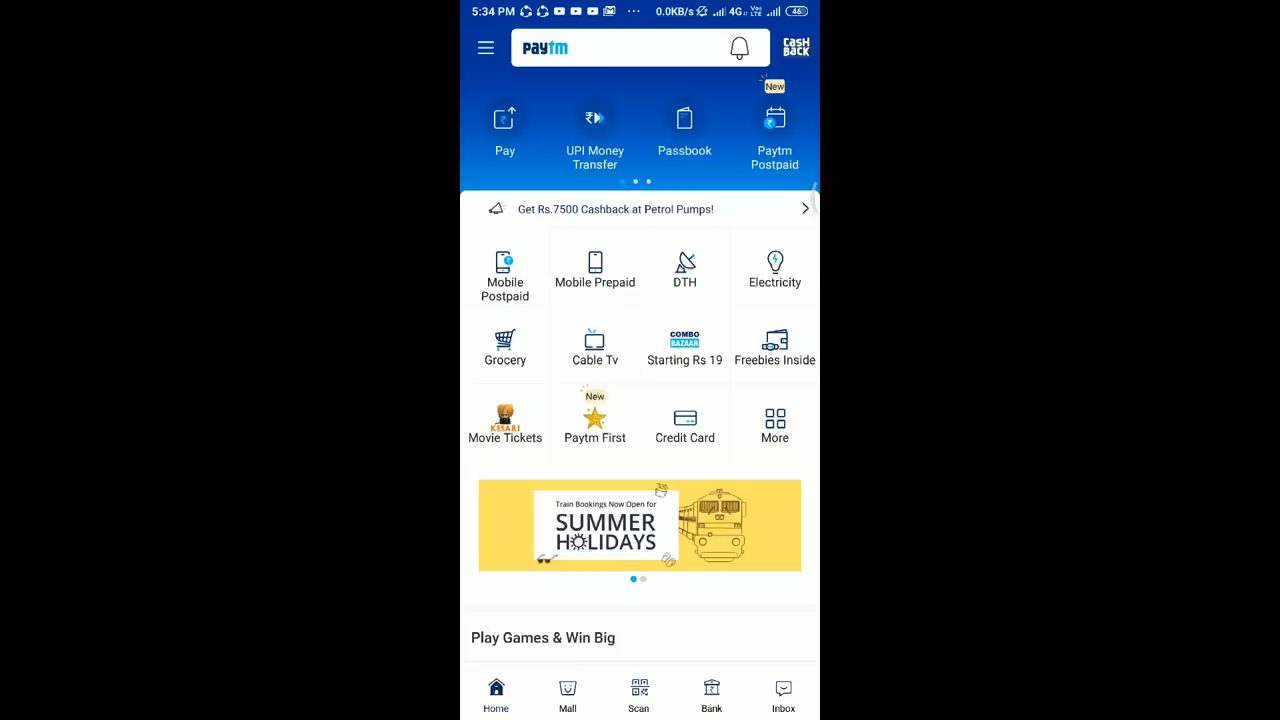 5:34 PM ... 0.0KB/s 4G Vo LTE 46
paytm
CASH
BACK
New
Pay
UPI Money
Transfer
Passbook
Paytm
Postpaid
Get Rs.7500 Cashback at Petrol Pumps!
Mobile
Postpaid
Mobile Prepaid
DTH
Electricity
COMBO
BAZAAR
Grocery
Cable Tv
Starting Rs 19
Freebies Inside
New
KESARI
Movie Tickets
Paytm First
Credit Card
More
Train Bookings Now Open for
SUMMER
HOLIDAYS
Play Games & Win Big
Home
Mall
Scan
Bank
Inbox